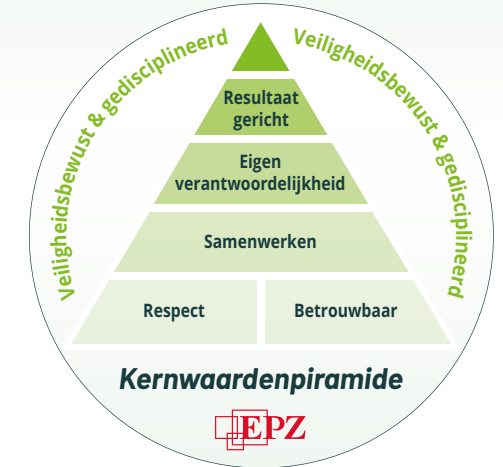 Veiligheidsbewust & gedisciplineerd
Veiligheidsbewust & gedisciplineerd
Resultaat
gericht
Eigen
verantwoordelijkheid
Samenwerken
Respect
Betrouwbaar
Kernwaardenpiramide
EPZ